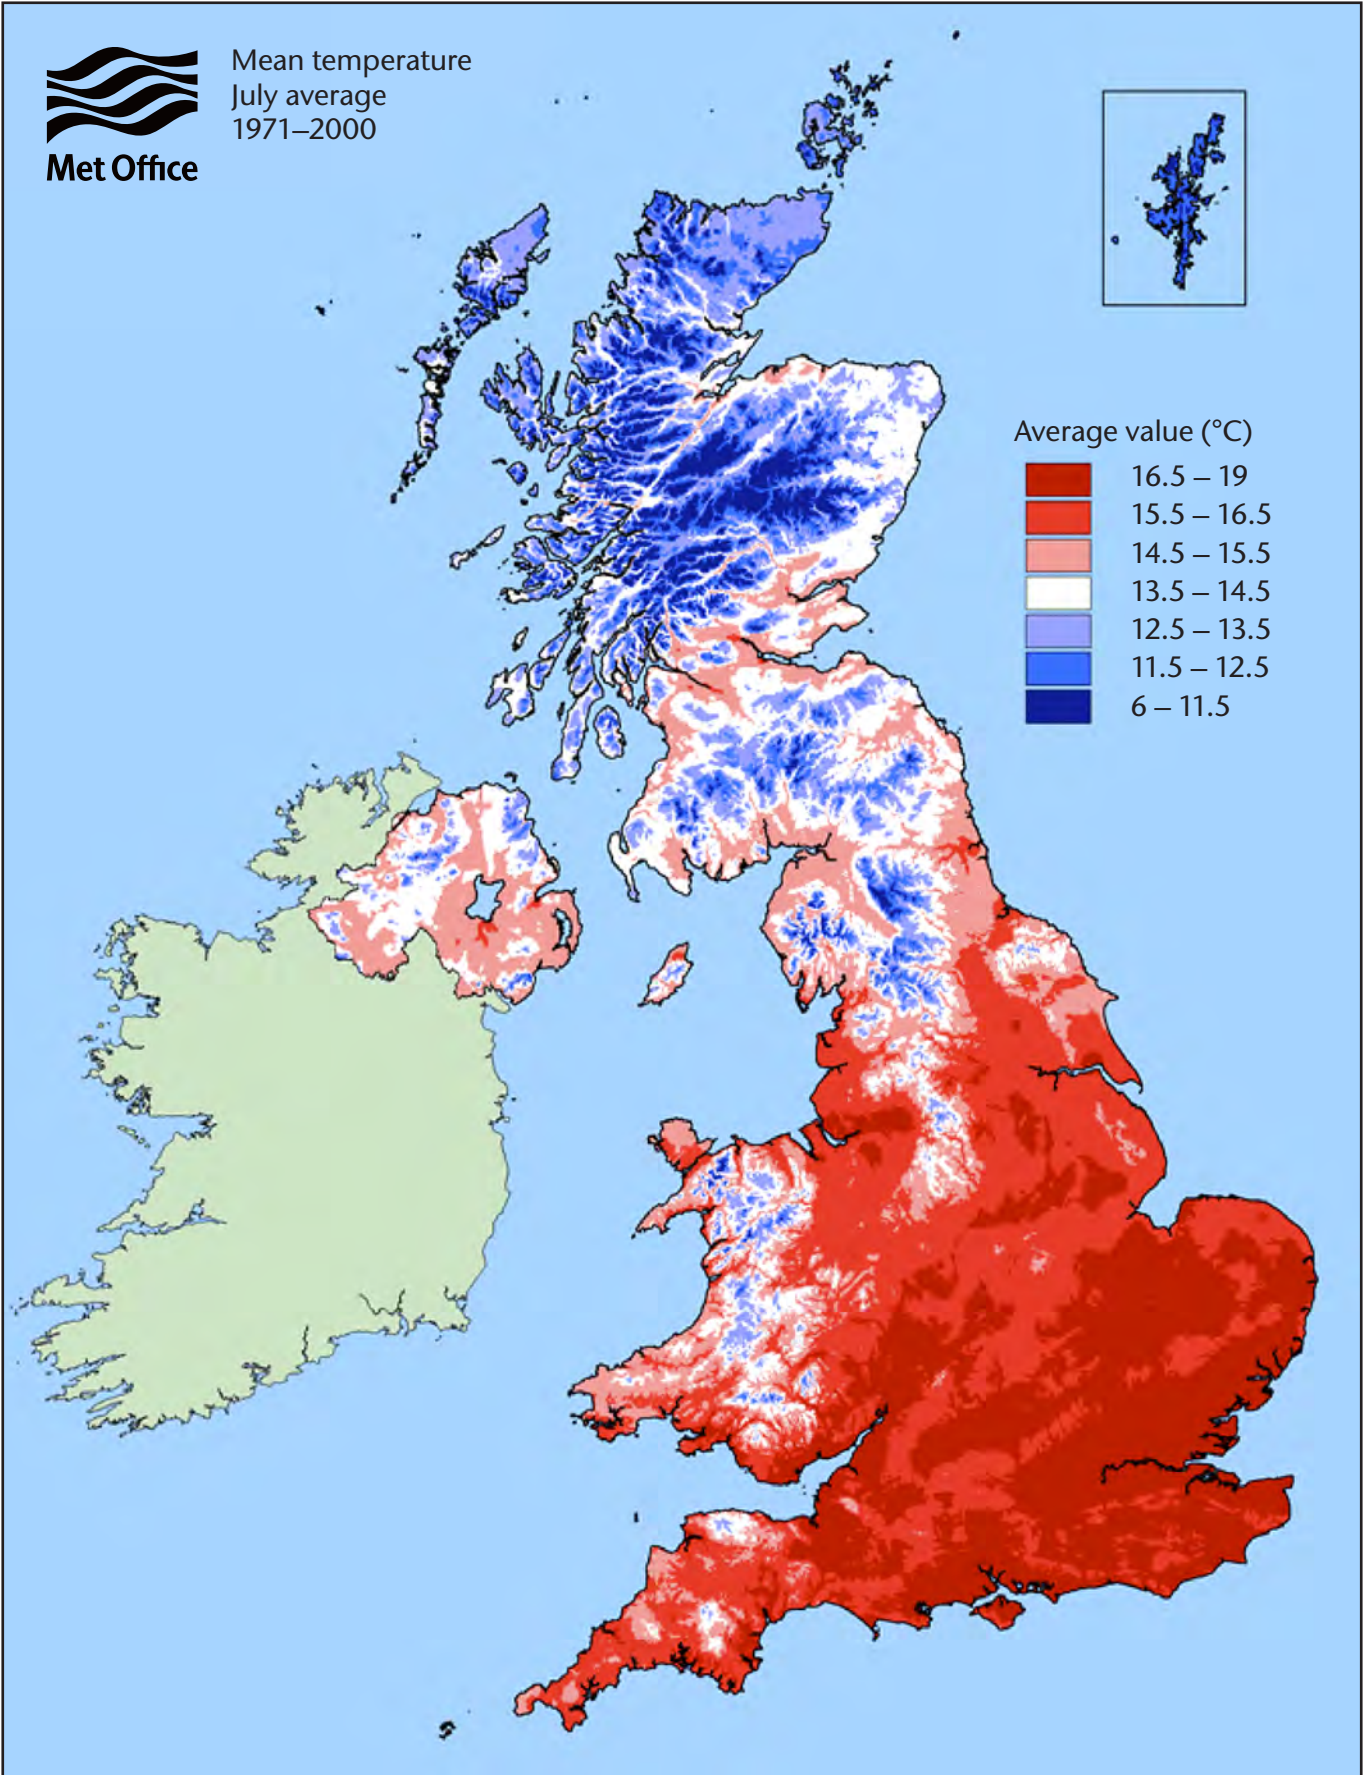 Mean temperature
July average
1971–2000
Met Office
Average value (°C)
16.5 – 19
15.5 – 16.5
14.5 – 15.5
13.5 – 14.5
12.5 – 13.5
11.5 – 12.5
6 – 11.5